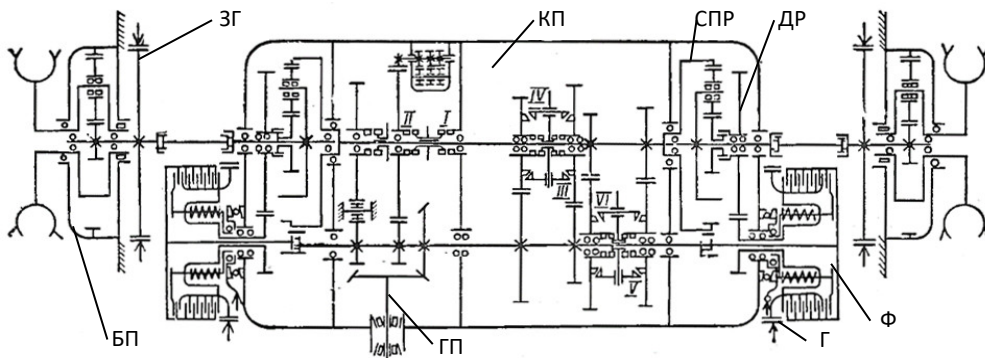 ЗГ КП СПР ДР
IV
II I
III VI
V
БП ГП Г Ф